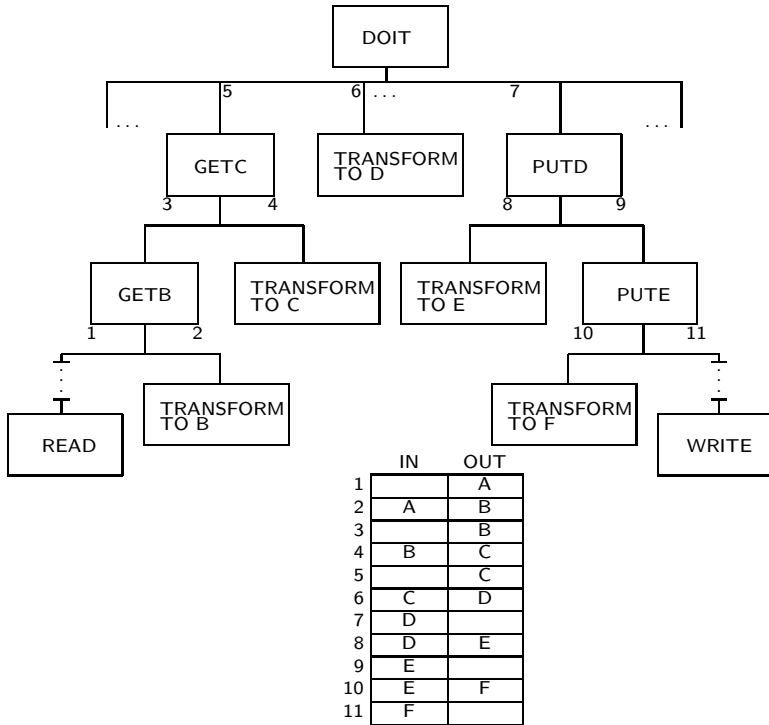 DOIT
5 6 ... 7
... ...
GETC
TRANSFORM
TO D
PUTD
3 4 8 9
GETB
TRANSFORM
TO C
TRANSFORM
TO E
PUTE
1 2 10 11
READ
TRANSFORM
TO B
TRANSFORM
TO F
WRITE
IN OUT
1 A
2 A B
3 B
4 B C
5 C
6 C D
7 D
8 D E
9 E
10 E F
11 F